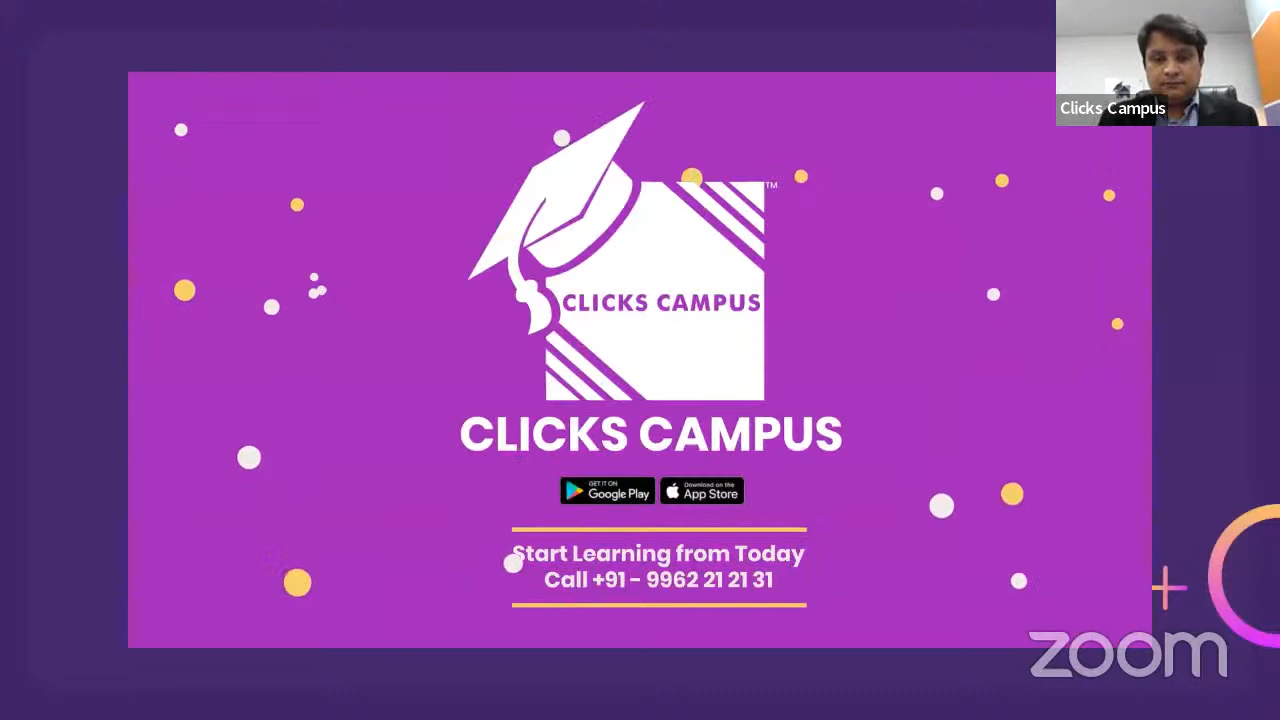 Clicks Campus
TM
CLICKS CAMPUS
CLICKS CAMPUS
GET IT ON
Google Play
Download on the
App Store
Start Learning from Today
Call +91 - 9962 21 21 31
zoom